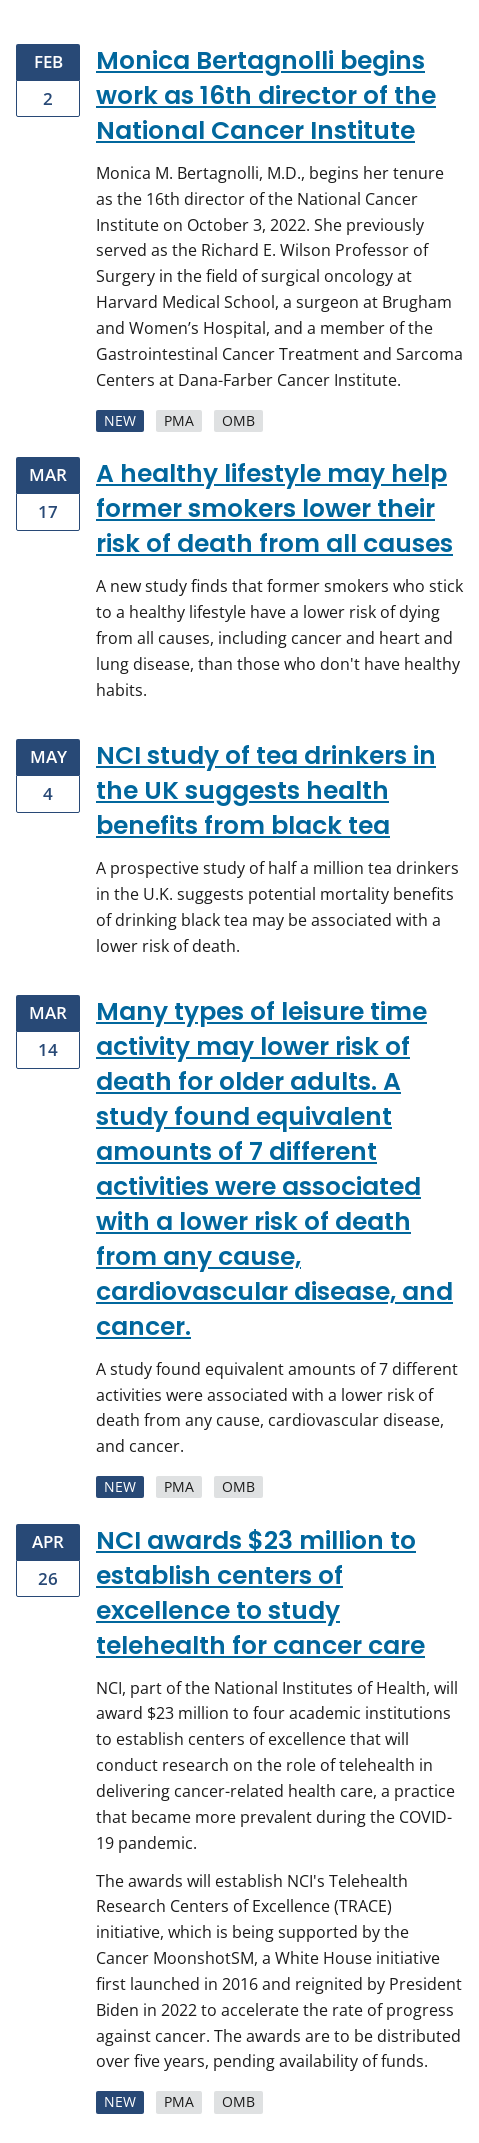 FEB
2
Monica Bertagnolli begins
work as 16th director of the
National Cancer Institute
Monica M. Bertagnolli, M.D., begins her tenure
as the 16th director of the National Cancer
Institute on October 3, 2022. She previously
served as the Richard E. Wilson Professor of
Surgery in the field of surgical oncology at
Harvard Medical School, a surgeon at Brugham
and Women’s Hospital, and a member of the
Gastrointestinal Cancer Treatment and Sarcoma
Centers at Dana-Farber Cancer Institute.
NEW PMA OMB
MAR
17
A healthy lifestyle may help
former smokers lower their
risk of death from all causes
A new study finds that former smokers who stick
to a healthy lifestyle have a lower risk of dying
from all causes, including cancer and heart and
lung disease, than those who don't have healthy
habits.
MAY
4
NCI study of tea drinkers in
the UK suggests health
benefits from black tea
A prospective study of half a million tea drinkers
in the U.K. suggests potential mortality benefits
of drinking black tea may be associated with a
lower risk of death.
MAR
14
Many types of leisure time
activity may lower risk of
death for older adults. A
study found equivalent
amounts of 7 different
activities were associated
with a lower risk of death
from any cause,
cardiovascular disease, and
cancer.
A study found equivalent amounts of 7 different
activities were associated with a lower risk of
death from any cause, cardiovascular disease,
and cancer.
NEW PMA OMB
APR
26
NCI awards $23 million to
establish centers of
excellence to study
telehealth for cancer care
NCI, part of the National Institutes of Health, will
award $23 million to four academic institutions
to establish centers of excellence that will
conduct research on the role of telehealth in
delivering cancer-related health care, a practice
that became more prevalent during the COVID-
19 pandemic.
The awards will establish NCI's Telehealth
Research Centers of Excellence (TRACE)
initiative, which is being supported by the
Cancer MoonshotSM, a White House initiative
first launched in 2016 and reignited by President
Biden in 2022 to accelerate the rate of progress
against cancer. The awards are to be distributed
over five years, pending availability of funds.
NEW PMA OMB